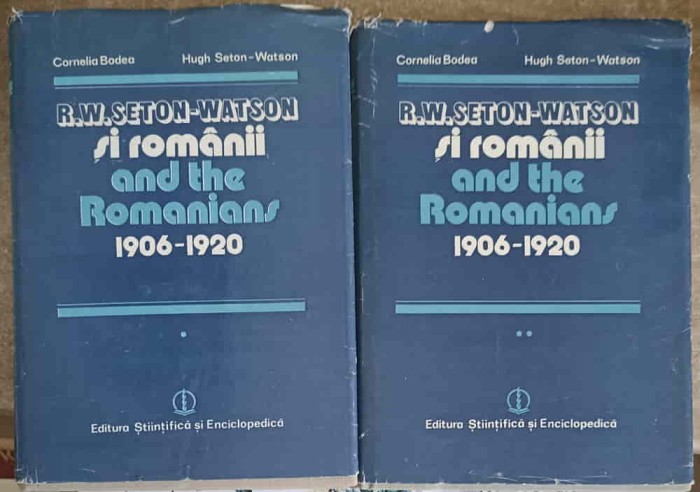 Cornelia Bodea Hugh Seton-Watson
R.W.SETON-WATSON
și românii
and the
Romanians
1906-1920
Editura Științifică și Enciclopedică
Cornelia Bodea Hugh Seton-Watson
R.W.SETON-WATSON
și românii
and the
Romanians
1906-1920
Editura Științifică și Enciclopedică